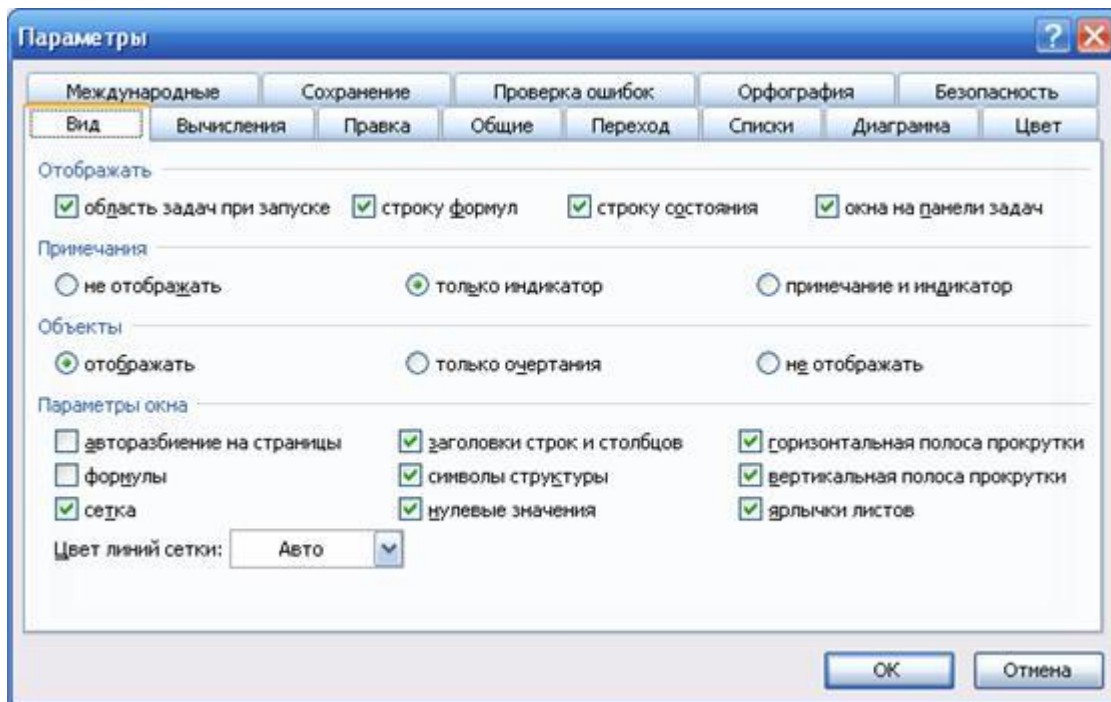 Параметры
Международные Сохранение Проверка ошибок Орфография Безопасность
Вид Вычисления Правка Общие Переход Списки Диаграмма Цвет
Отображать
область задач при запуске строку формул строку состояния окна на панели задач
Примечания
не отображать только индикатор примечание и индикатор
Объекты
отображать только очертания не отображать
Параметры окна
авторазбиение на страницы заголовки строк и столбцов горизонтальная полоса прокрутки
формулы символы структуры вертикальная полоса прокрутки
сетка нулевые значения ярлычки листов
Цвет линий сетки: Авто
ОК Отмена